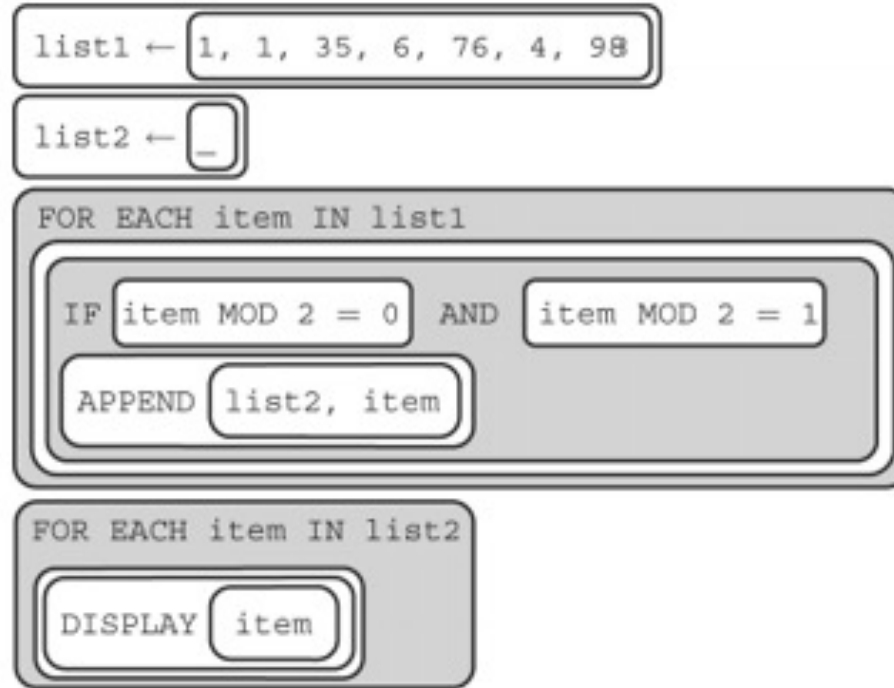 list1 ← 1, 1, 35, 6, 76, 4, 98
list2 ← _
FOR EACH item IN list1
IF item MOD 2 = 0 AND item MOD 2 = 1
APPEND list2, item
FOR EACH item IN list2
DISPLAY item